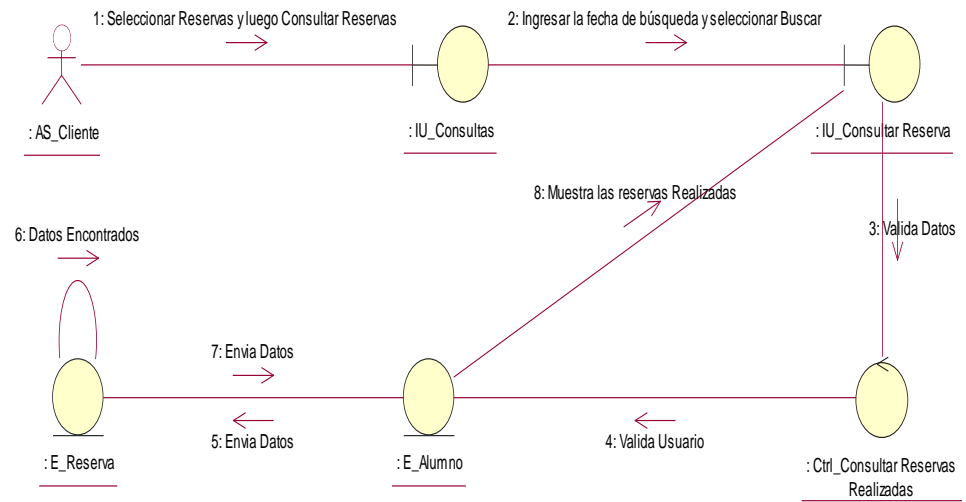 1: Seleccionar Reservas y luego Consultar Reservas
2: Ingresar la fecha de búsqueda y seleccionar Buscar
: AS_Cliente
: IU_Consultas
: IU_Consultar Reserva
8: Muestra las reservas Realizadas
3: Valida Datos
6: Datos Encontrados
7: Envia Datos
5: Envia Datos
4: Valida Usuario
: E_Reserva
: E_Alumno
: Ctrl_Consultar Reservas
Realizadas